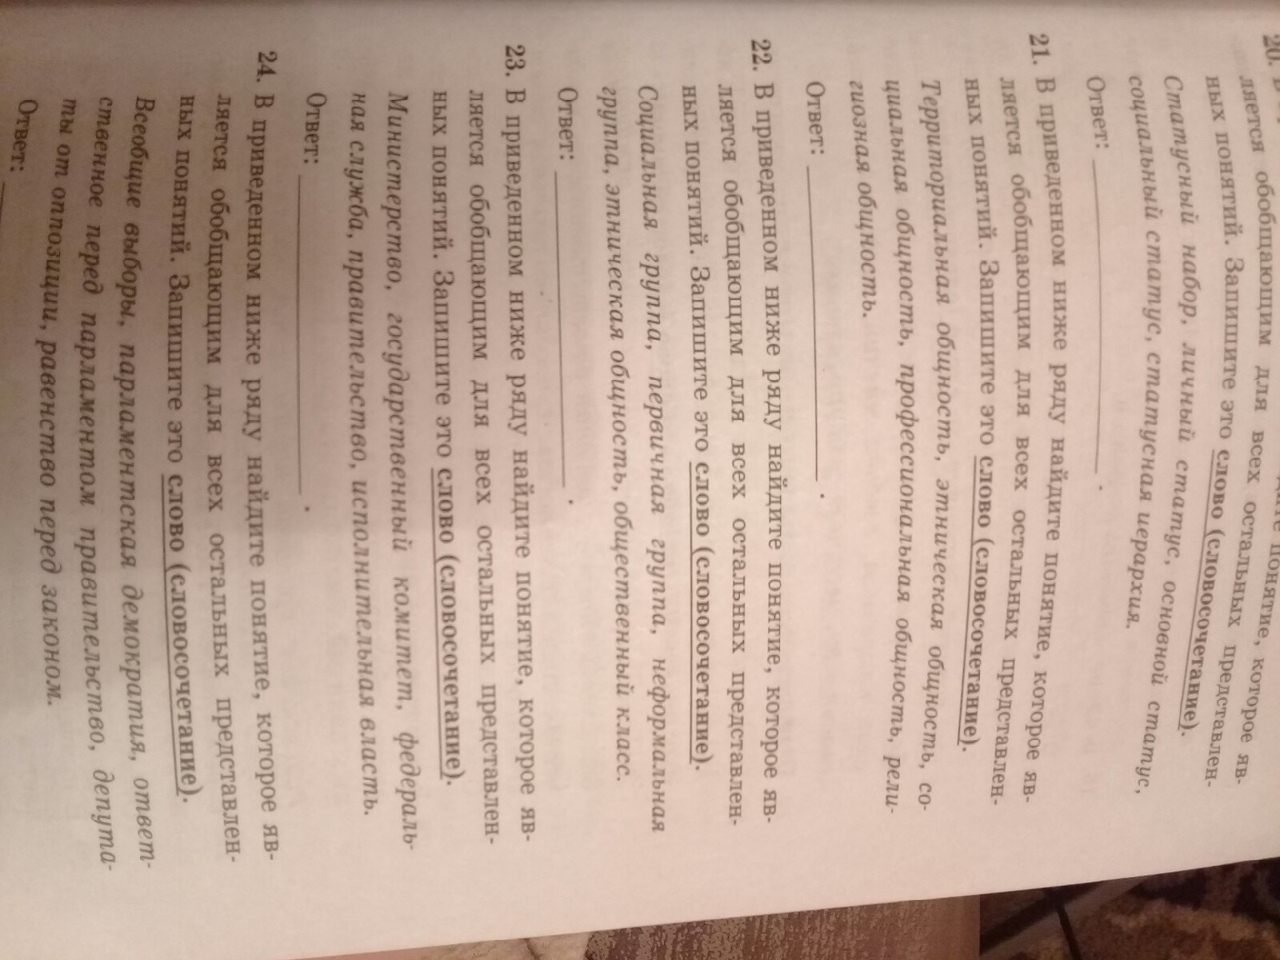 20. В
дите понятие, которое яв-
ляется обобщающим для всех остальных представлен-
ных понятий. Запишите это слово (словосочетание).
Статусный набор, личный статус, основной статус,
социальный статус, статусная иерархия.
Ответ:
21. В приведенном ниже ряду найдите понятие, которое яв-
ляется обобщающим для всех остальных представлен-
ных понятий. Запишите это слово (словосочетание).
Территориальная общность, этническая общность, со-
циальная общность, профессиональная общность, рели-
гиозная общность.
Ответ:
22. В приведенном ниже ряду найдите понятие, которое яв-
ляется обобщающим для всех остальных представлен-
ных понятий. Запишите это слово (словосочетание).
Социальная группа, первичная группа, неформальная
группа, этническая общность, общественный класс.
Ответ:
23. В приведенном ниже ряду найдите понятие, которое яв-
ляется обобщающим для всех остальных представлен-
ных понятий. Запишите это слово (словосочетание).
Министерство, государственный комитет, федераль-
ная служба, правительство, исполнительная власть.
Ответ:
24. В приведенном ниже ряду найдите понятие, которое яв-
ляется обобщающим для всех остальных представлен-
ных понятий. Запишите это слово (словосочетание).
Всеобщие выборы, парламентская демократия, ответ-
ственное перед парламентом правительство, депута-
ты от оппозиции, равенство перед законом.
Ответ: